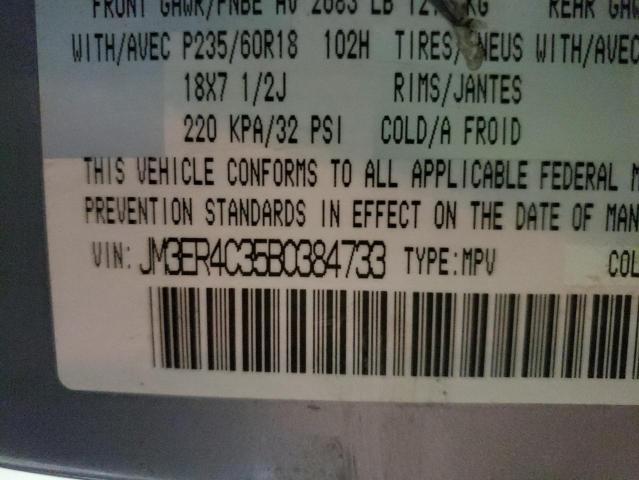 FRONT GAWR/PNBE AV 2683 LB KG REAR
WITH/AVEC P235/60R18 102H TIRES/PNEUS WITH/AVEC
18X7 1/2J RIMS/JANTES
220 KPA/32 PSI COLD/A FROID
THIS VEHICLE CONFORMS TO ALL APPLICABLE FEDERAL M
PREVENTION STANDARDS IN EFFECT ON THE DATE OF MAN
VIN: JM3ER4C35B0384733 TYPE:MPV COL